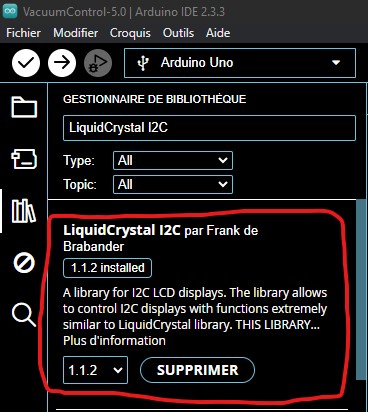 VacuumControl-5.0 | Arduino IDE 2.3.3
Fichier Modifier Croquis Outils Aide
Arduino Uno
GESTIONNAIRE DE BIBLIOTHÈQUE
LiquidCrystal I2C
Type: All
Topic: All
LiquidCrystal I2C par Frank de
Brabander
1.1.2 installed
A library for I2C LCD displays. The library allows
to control I2C displays with functions extremely
similar to LiquidCrystal library. THIS LIBRARY...
Plus d'information
1.1.2 SUPPRIMER